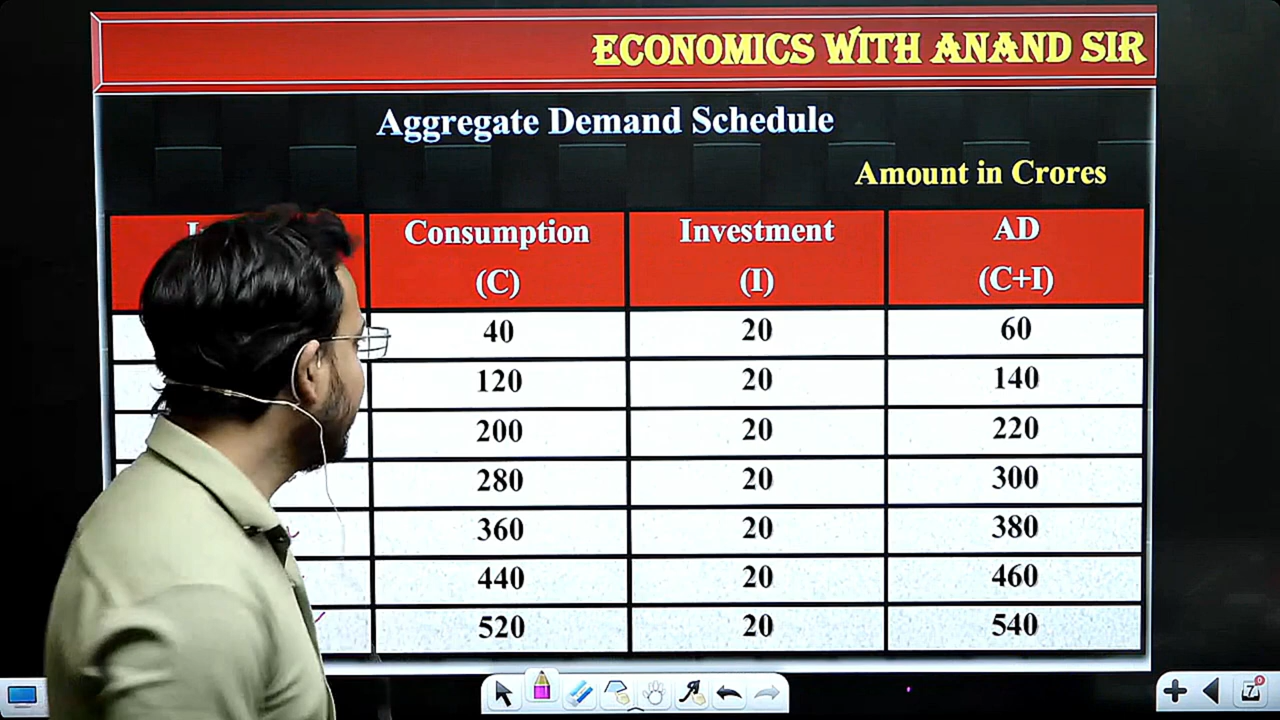 ECONOMICS WITH ANAND SIR
Aggregate Demand Schedule
Amount in Crores
Consumption (C) Investment (I) AD (C+I)
40 20 60
120 20 140
200 20 220
280 20 300
360 20 380
440 20 460
520 20 540